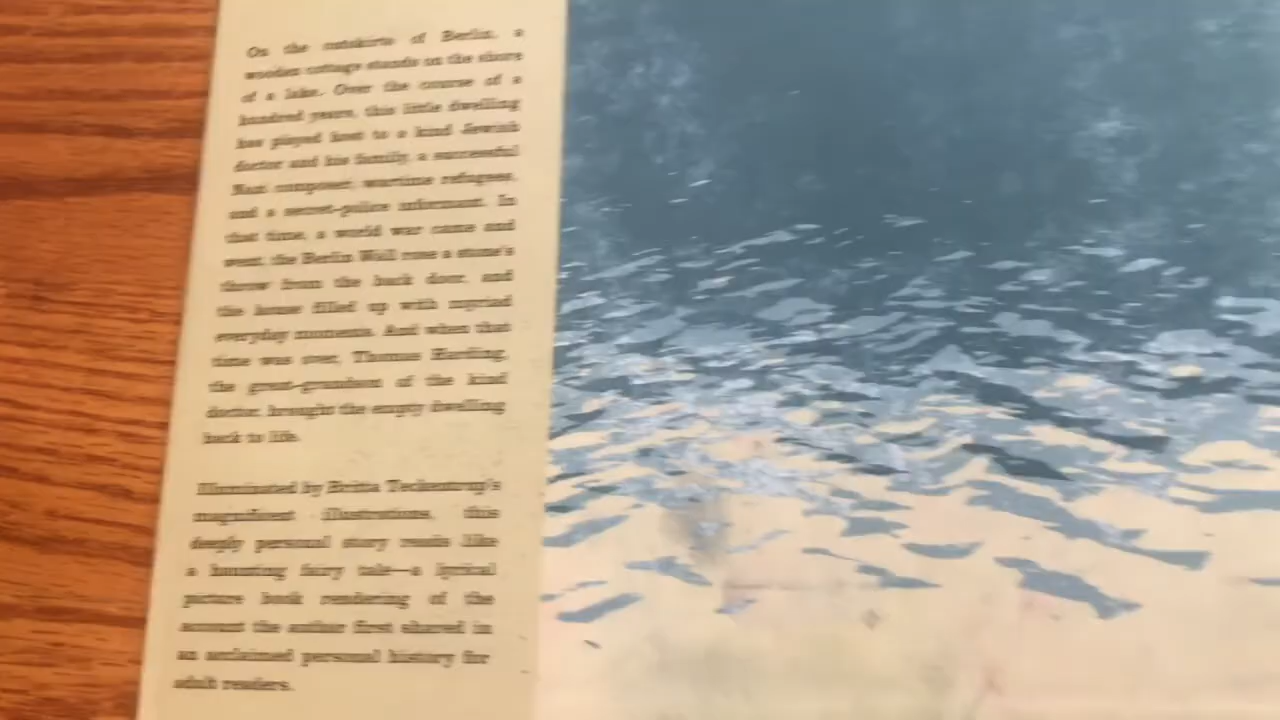 On the outskirts of Berlin, a
wooden cottage stands on the shore
of a lake. Over the course of a
hundred years, this little dwelling
has played host to a kind Jewish
doctor and his family, a successful
Nazi composer, wartime refugees,
and a secret-police informant. In
that time, a world war came and
went, the Berlin Wall rose a stone's
throw from the back door, and
the house filled up with myriad
everyday moments. And when that
time was over, Thomas Harding,
the great-grandson of the kind
doctor, brought the empty dwelling
back to life.
Illuminated by Britta Teckentrup's
magnificent illustrations, this
deeply personal story reads like
a haunting fairy tale—a lyrical
picture book rendering of the
account the author first shared in
an acclaimed personal history for
adult readers.